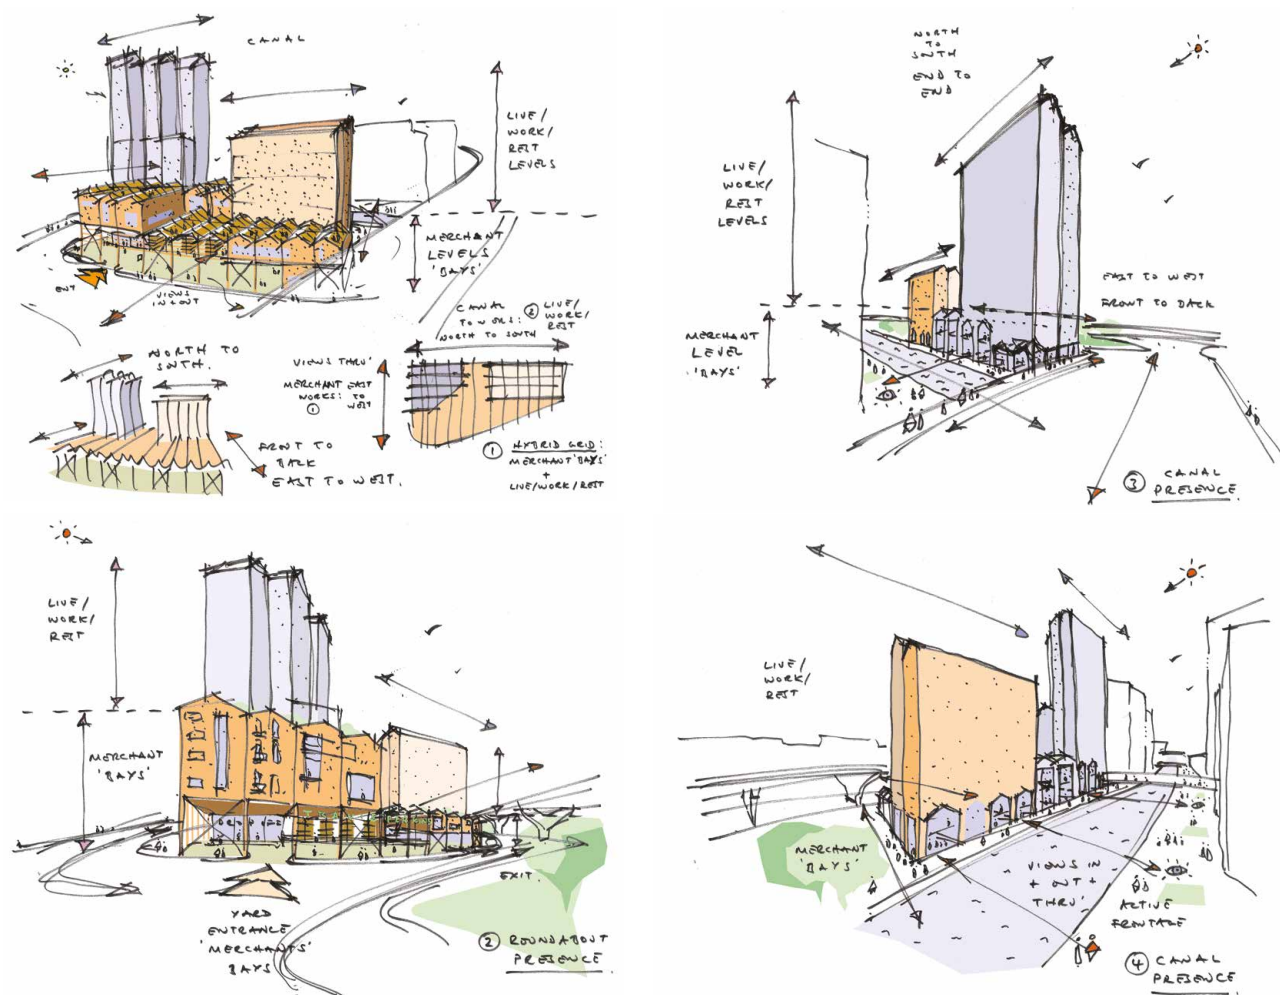 CANAL
LIVE/
WORK/
REST
LEVELS
MERCHANT
LEVELS
'BAYS'
ENT
VIEWS
IN + OUT
NORTH TO
SOUTH.
FRONT TO
BACK
EAST TO WEST.
CANAL
TOWERS:
NORTH TO SOUTH
② LIVE/
WORK/
REST
VIEWS THRU'
MERCHANT EAST
WORKS: TO
① WEST
① HYBRID GRID:
MERCHANT 'BAYS'
+
LIVE/WORK/REST
NORTH
TO
SOUTH
END TO
END
LIVE/
WORK/
REST
LEVELS
EAST TO WEST
FRONT TO BACK
MERCHANT
LEVEL
'BAYS'
③ CANAL
PRESENCE.
LIVE/
WORK/
REST
MERCHANT
'BAYS'
EXIT.
YARD
ENTRANCE
'MERCHANTS'
BAYS
② ROUNDABOUT
PRESENCE
LIVE/
WORK/
REST
MERCHANT
'BAYS'
VIEWS IN
+ OUT +
THRU'
ACTIVE
FRONTAGE
④ CANAL
PRESENCE.